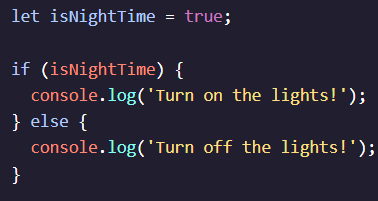 let isNightTime = true;

if (isNightTime) {
  console.log('Turn on the lights!');
} else {
  console.log('Turn off the lights!');
}